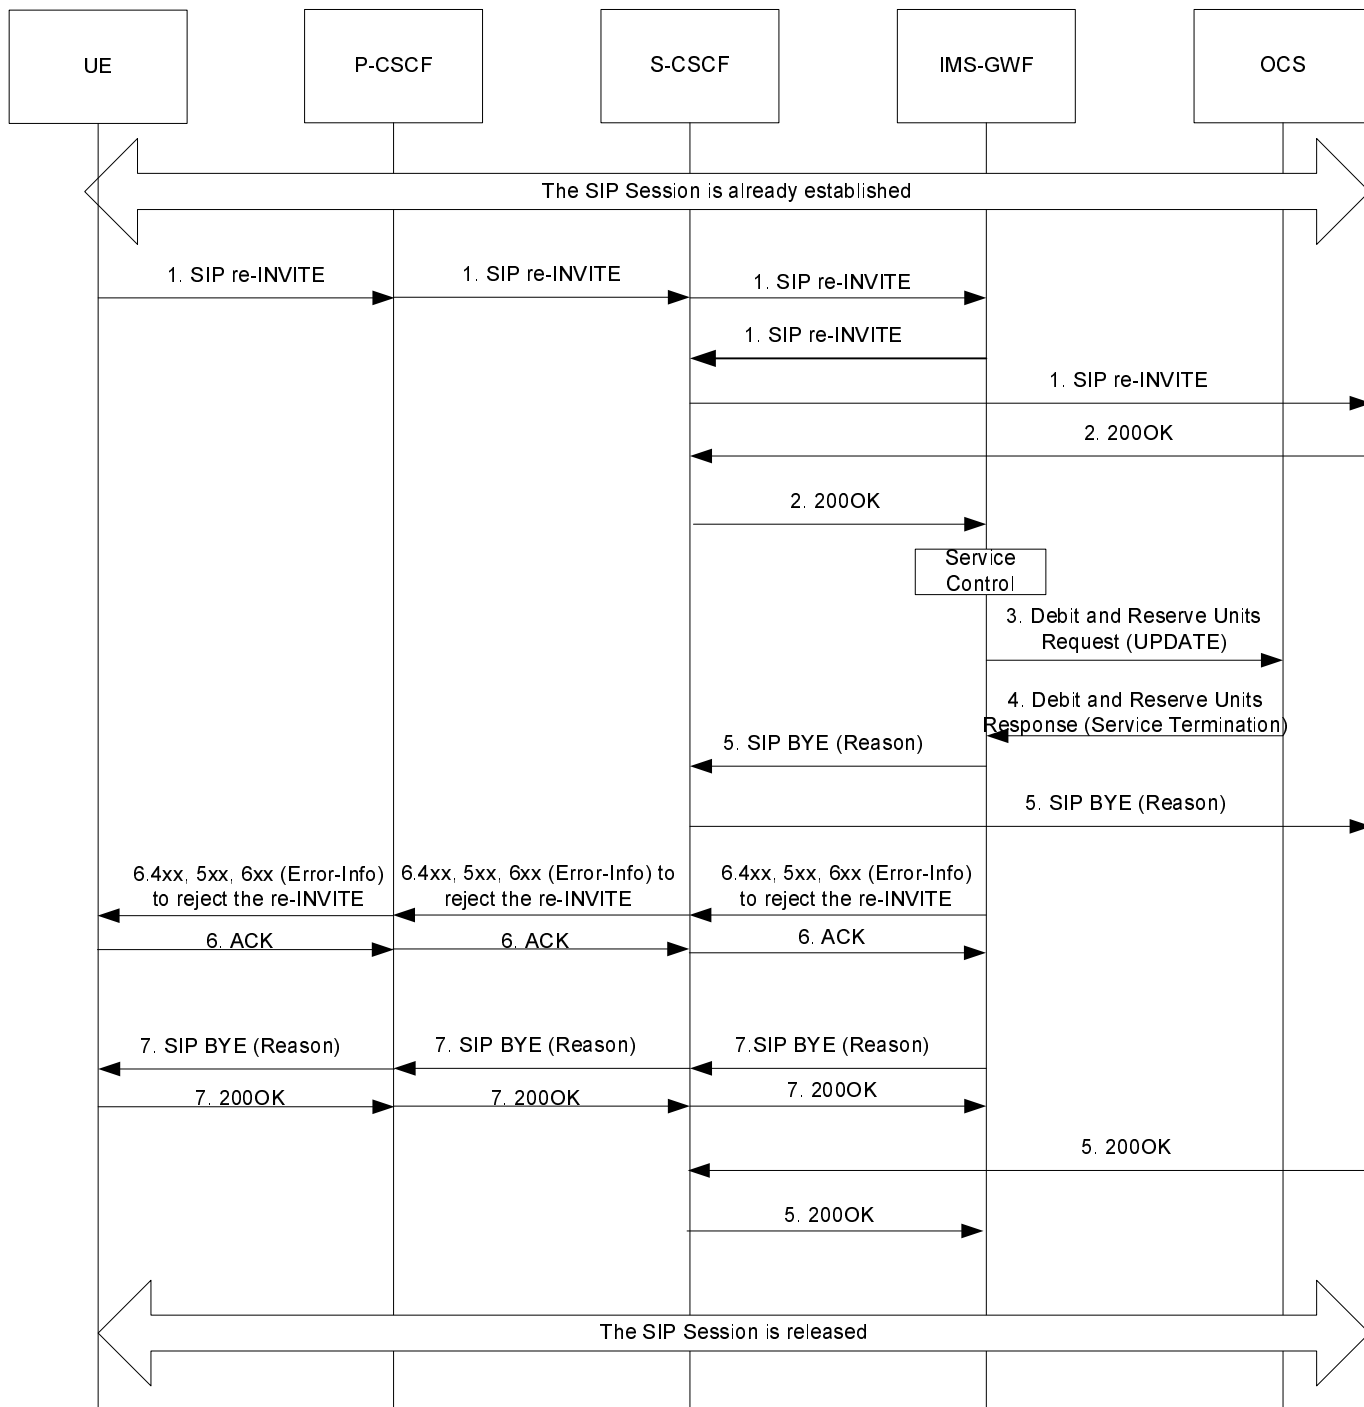 UE
P-CSCF
S-CSCF
IMS-GWF
OCS
The SIP Session is already established
1. SIP re-INVITE
1. SIP re-INVITE
1. SIP re-INVITE
1. SIP re-INVITE
1. SIP re-INVITE
2. 200OK
2. 200OK
Service
Control
3. Debit and Reserve Units
Request (UPDATE)
4. Debit and Reserve Units
Response (Service Termination)
5. SIP BYE (Reason)
5. SIP BYE (Reason)
6.4xx, 5xx, 6xx (Error-Info)
to reject the re-INVITE
6.4xx, 5xx, 6xx (Error-Info) to
reject the re-INVITE
6.4xx, 5xx, 6xx (Error-Info)
to reject the re-INVITE
6. ACK
6. ACK
6. ACK
7. SIP BYE (Reason)
7. SIP BYE (Reason)
7.SIP BYE (Reason)
7. 200OK
7. 200OK
7. 200OK
5. 200OK
5. 200OK
The SIP Session is released